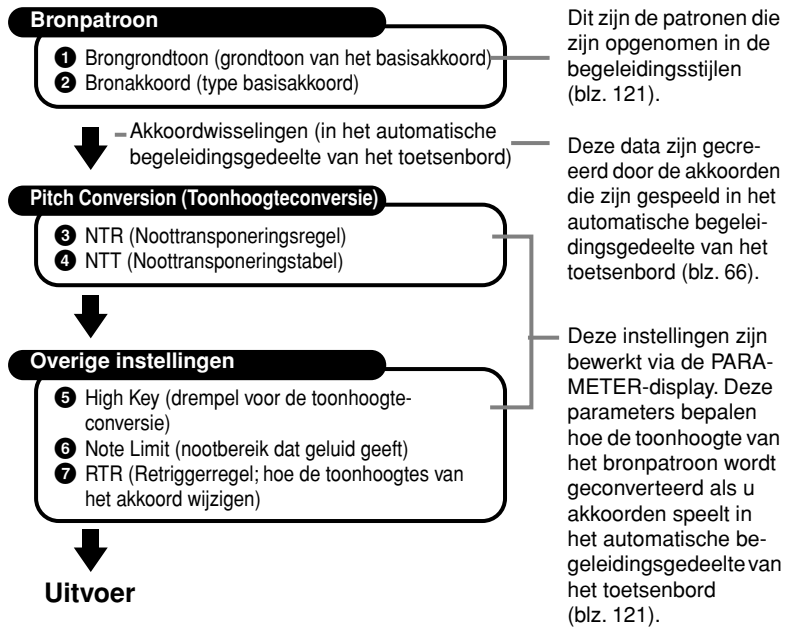 Bronpatroon
❶ Brongrondtoon (grondtoon van het basisakkoord)
❷ Bronakkoord (type basisakkoord)
Dit zijn de patronen die
zijn opgenomen in de
begeleidingsstijlen
(blz. 121).
Akkoordwisselingen (in het automatische
begeleidingsgedeelte van het toetsenbord)
Deze data zijn gecre-
eerd door de akkoorden
die zijn gespeeld in het
automatische begelei-
dingsgedeelte van het
toetsenbord (blz. 66).
Pitch Conversion (Toonhoogteconversie)
❸ NTR (Noottransponeringsregel)
❹ NTT (Noottransponeringstabel)
Overige instellingen
❺ High Key (drempel voor de toonhoogte-
conversie)
❻ Note Limit (nootbereik dat geluid geeft)
❼ RTR (Retriggerregel; hoe de toonhoogtes van
het akkoord wijzigen)
Deze instellingen zijn
bewerkt via de PARA-
METER-display. Deze
parameters bepalen
hoe de toonhoogte van
het bronpatroon wordt
geconverteerd als u
akkoorden speelt in
het automatische be-
geleidingsgedeelte van
het toetsenbord
(blz. 121).
Uitvoer